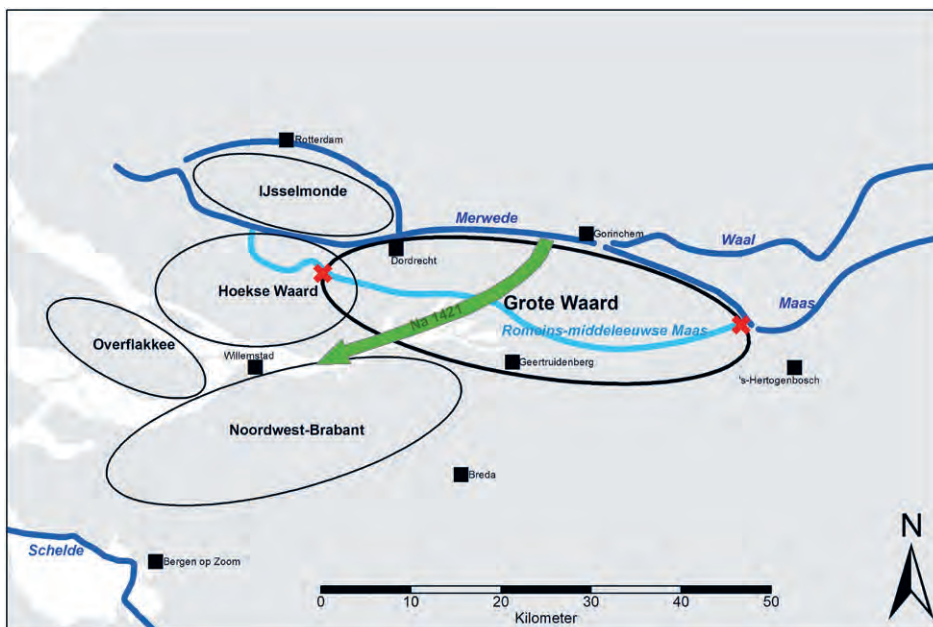 Rotterdam
IJsselmonde
Merwede
Gorinchem
Waal
Dordrecht
Hoekse Waard
Grote Waard
Maas
Na 1421
Romeins-middeleeuwse Maas
Overflakkee
Willemstad
Geertruidenberg
's-Hertogenbosch
Noordwest-Brabant
Breda
Schelde
Bergen op Zoom
N
0 10 20 30 40 50
Kilometer